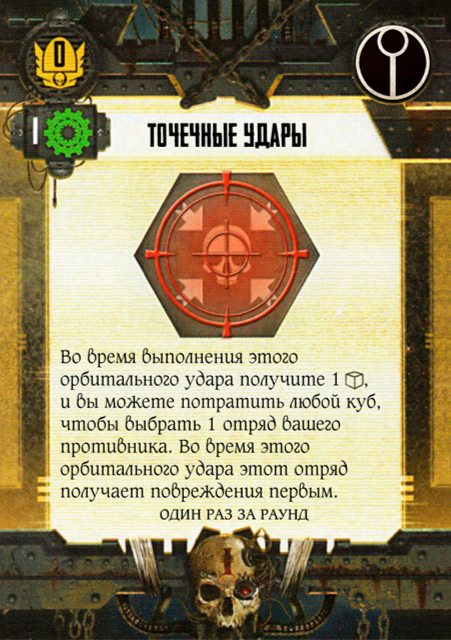 0
I
ТОЧЕЧНЫЕ УДАРЫ
Во время выполнения этого
орбитального удара получите 1 ,
и вы можете потратить любой куб,
чтобы выбрать 1 отряд вашего
противника. Во время этого
орбитального удара этот отряд
получает повреждения первым.
ОДИН РАЗ ЗА РАУНД
I